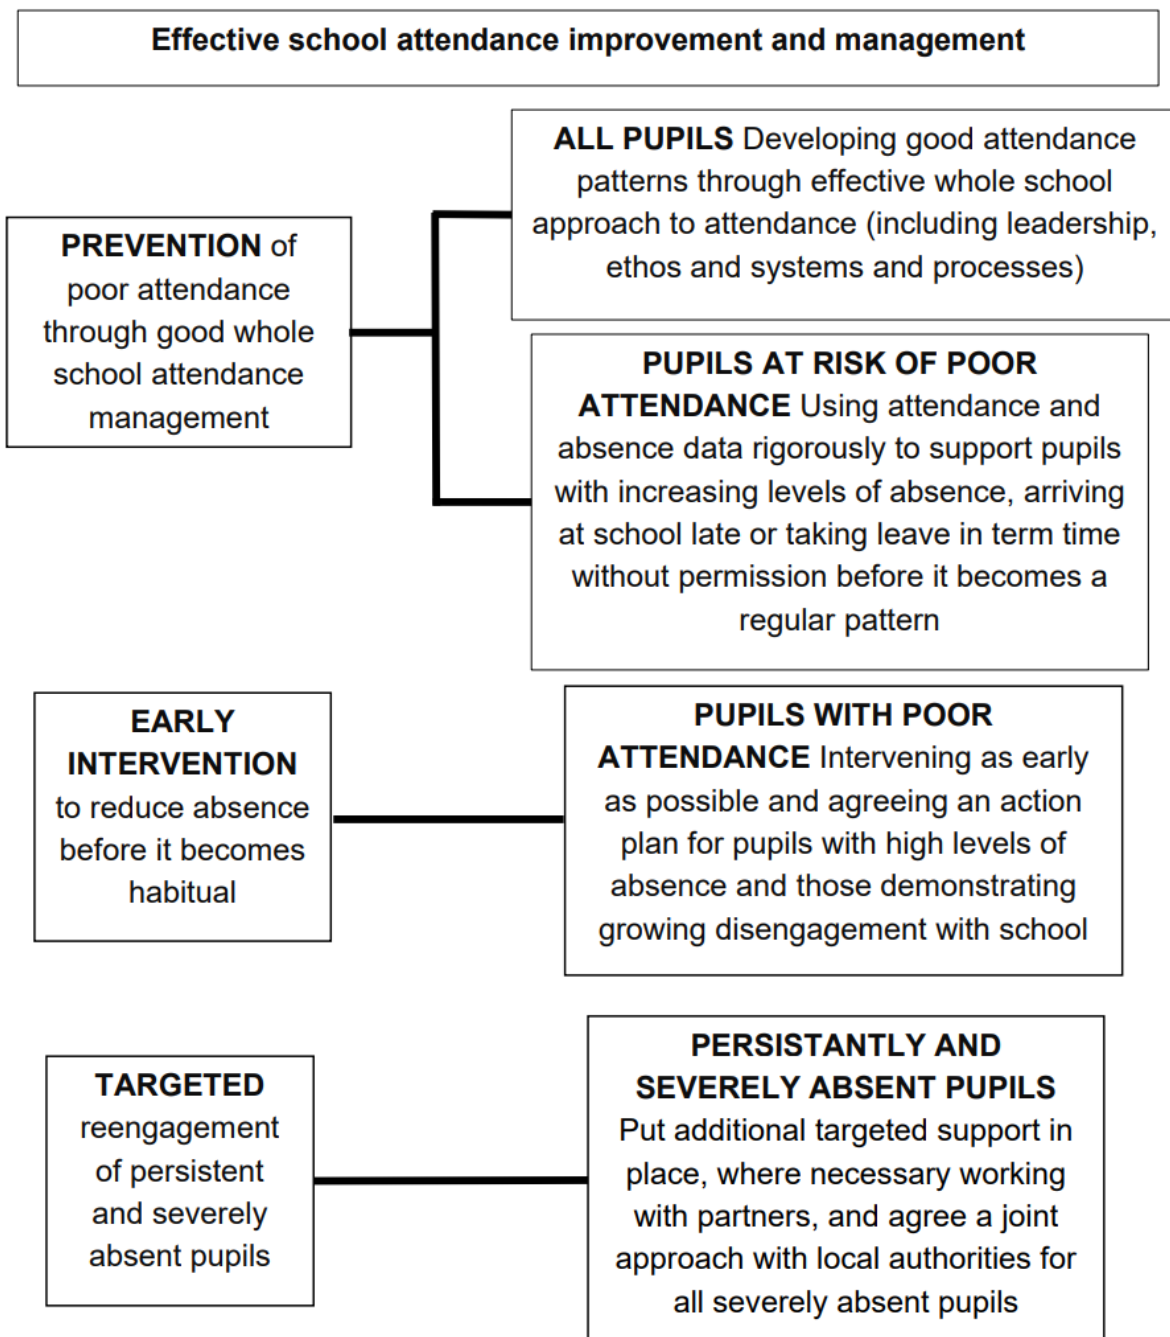 Effective school attendance improvement and management
ALL PUPILS Developing good attendance
patterns through effective whole school
approach to attendance (including leadership,
ethos and systems and processes)
PREVENTION of
poor attendance
through good whole
school attendance
management
PUPILS AT RISK OF POOR
ATTENDANCE Using attendance and
absence data rigorously to support pupils
with increasing levels of absence, arriving
at school late or taking leave in term time
without permission before it becomes a
regular pattern
EARLY
INTERVENTION
to reduce absence
before it becomes
habitual
PUPILS WITH POOR
ATTENDANCE Intervening as early
as possible and agreeing an action
plan for pupils with high levels of
absence and those demonstrating
growing disengagement with school
TARGETED
reengagement
of persistent
and severely
absent pupils
PERSISTANTLY AND
SEVERELY ABSENT PUPILS
Put additional targeted support in
place, where necessary working
with partners, and agree a joint
approach with local authorities for
all severely absent pupils